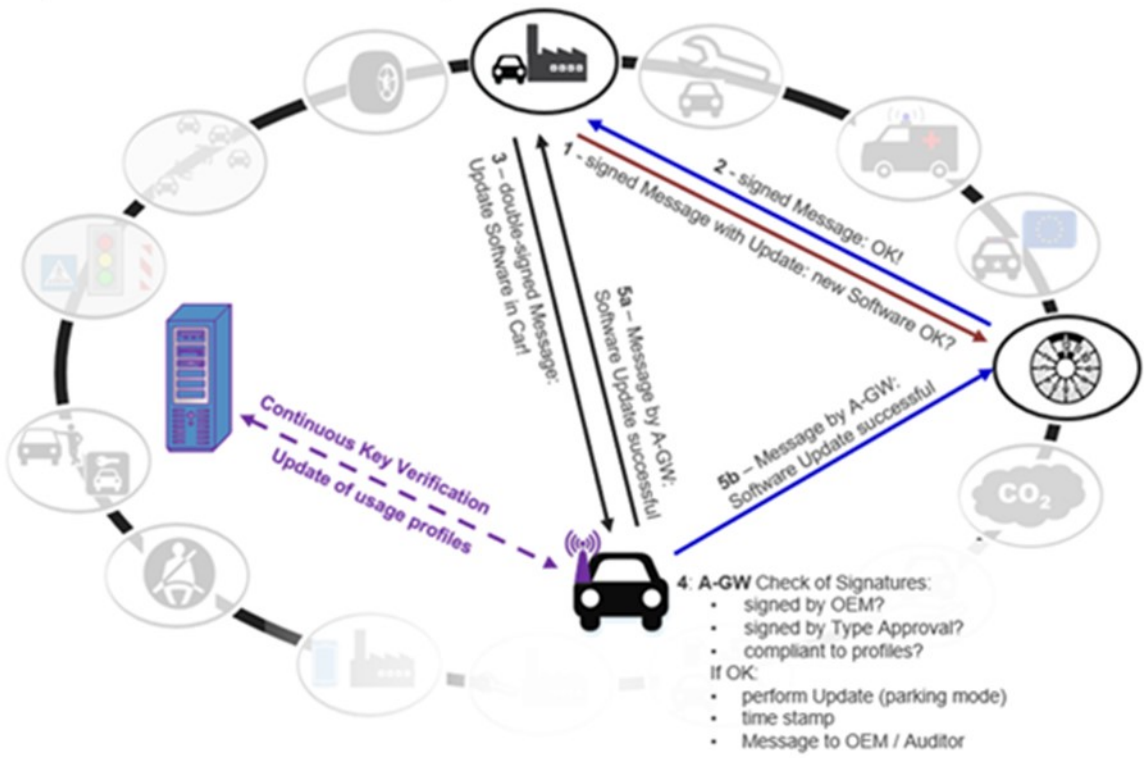 2 - signed Message: OK!
1 - signed Message with Update: new Software OK?
3 – double-signed Message:
Update Software in Car!
5a – Message by A-GW:
Software Update successful
5b – Message by A-GW:
Software Update successful
Continuous Key Verification
Update of usage profiles
CO2
4: A-GW Check of Signatures:
• signed by OEM?
• signed by Type Approval?
• compliant to profiles?
If OK:
• perform Update (parking mode)
• time stamp
• Message to OEM / Auditor